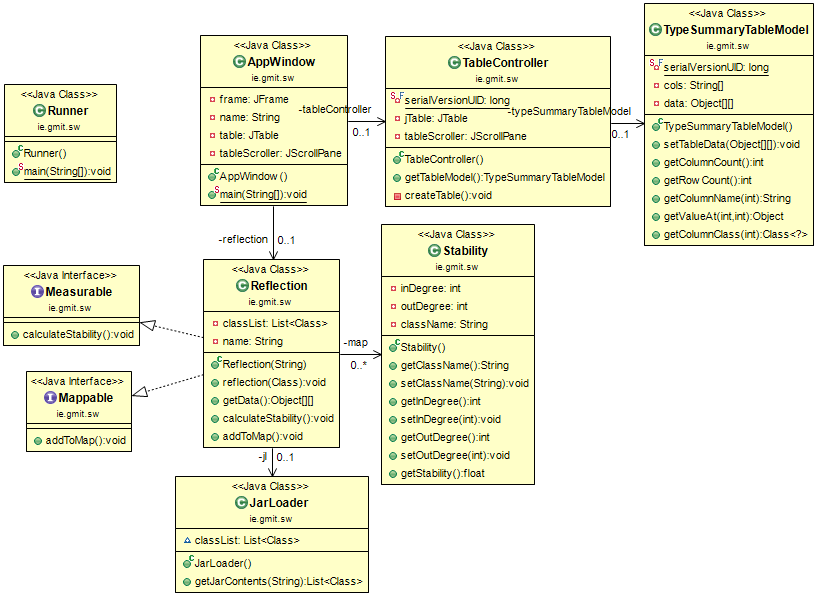 <<Java Class>>
Runner
ie.gmit.sw
Runner()
main(String[]):void
<<Java Class>>
AppWindow
ie.gmit.sw
frame: JFrame
name: String
table: JTable
tableScroller: JScrollPane
AppWindow()
main(String[]):void
-tableController
0..1
<<Java Class>>
TableController
ie.gmit.sw
serialVersionUID: long
jTable: JTable
tableScroller: JScrollPane
TableController()
getTableModel():TypeSummaryTableModel
createTable():void
-typeSummaryTableModel
0..1
<<Java Class>>
TypeSummaryTableModel
ie.gmit.sw
serialVersionUID: long
cols: String[]
data: Object[][]
TypeSummaryTableModel()
setTableData(Object[][]):void
getColumnCount():int
getRowCount():int
getColumnName(int):String
getValueAt(int,int):Object
getColumnClass(int):Class<?>
-reflection
0..1
<<Java Interface>>
Measurable
ie.gmit.sw
calculateStability():void
<<Java Interface>>
Mappable
ie.gmit.sw
addToMap():void
<<Java Class>>
Reflection
ie.gmit.sw
classList: List<Class>
name: String
Reflection(String)
reflection(Class):void
getData():Object[][]
calculateStability():void
addToMap():void
-map
0..*
<<Java Class>>
Stability
ie.gmit.sw
inDegree: int
outDegree: int
className: String
Stability()
getClassName():String
setClassName(String):void
getInDegree():int
setInDegree(int):void
getOutDegree():int
setOutDegree(int):void
getStability():float
-jl
0..1
<<Java Class>>
JarLoader
ie.gmit.sw
classList: List<Class>
JarLoader()
getJarContents(String):List<Class>